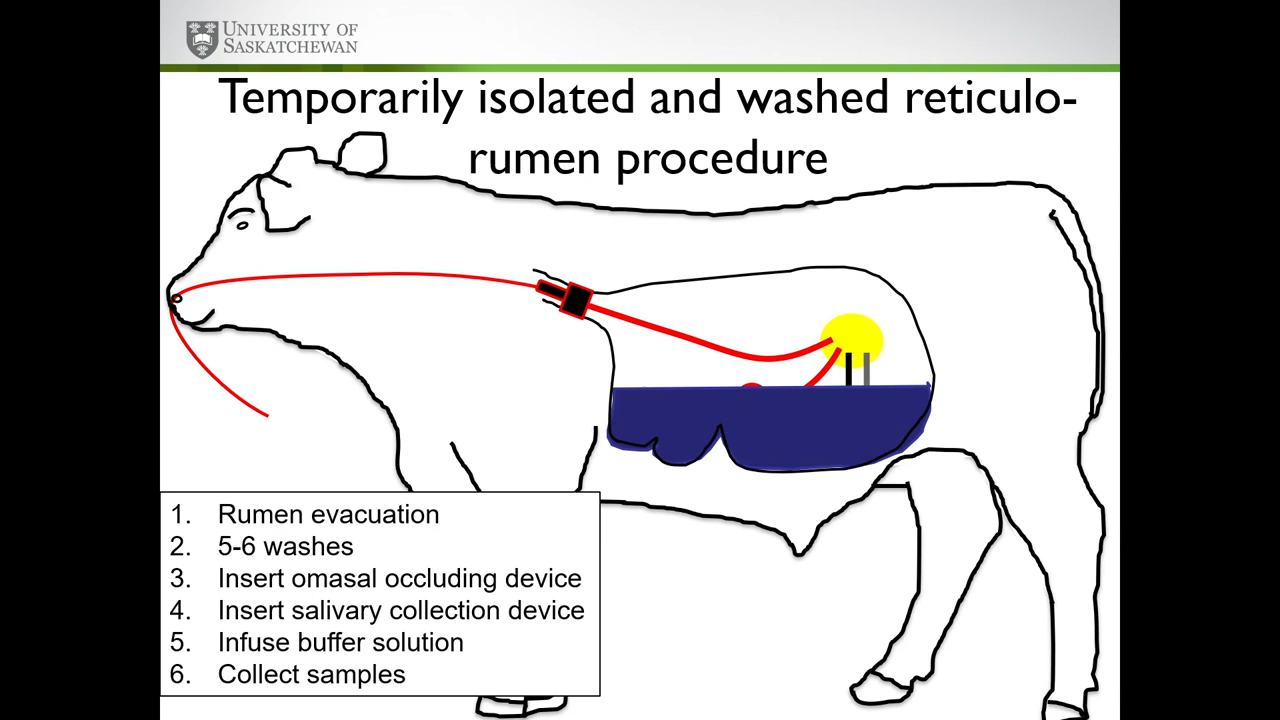 UNIVERSITY OF
SASKATCHEWAN
Temporarily isolated and washed reticulo-
rumen procedure
1. Rumen evacuation
2. 5-6 washes
3. Insert omasal occluding device
4. Insert salivary collection device
5. Infuse buffer solution
6. Collect samples